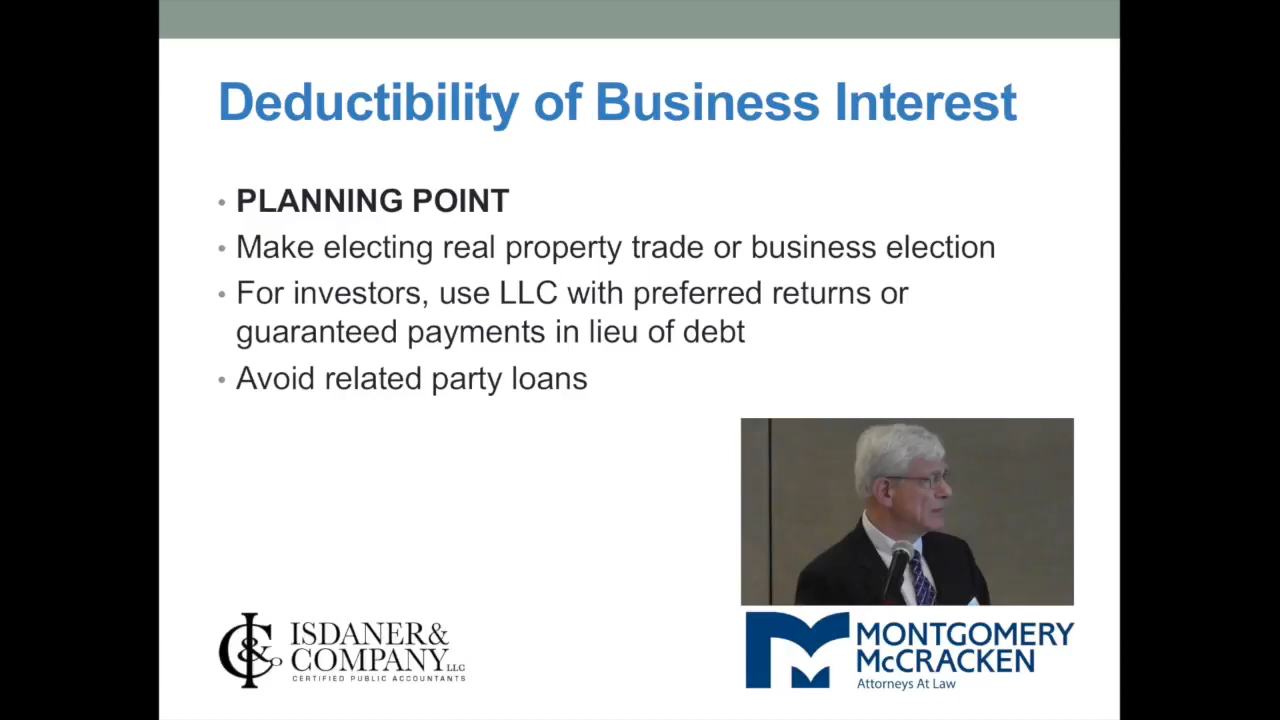 Deductibility of Business Interest
• PLANNING POINT
• Make electing real property trade or business election
• For investors, use LLC with preferred returns or
guaranteed payments in lieu of debt
• Avoid related party loans
ISDANER&
COMPANY LLC
CERTIFIED PUBLIC ACCOUNTANTS
MONTGOMERY
MCCRACKEN
Attorneys At Law